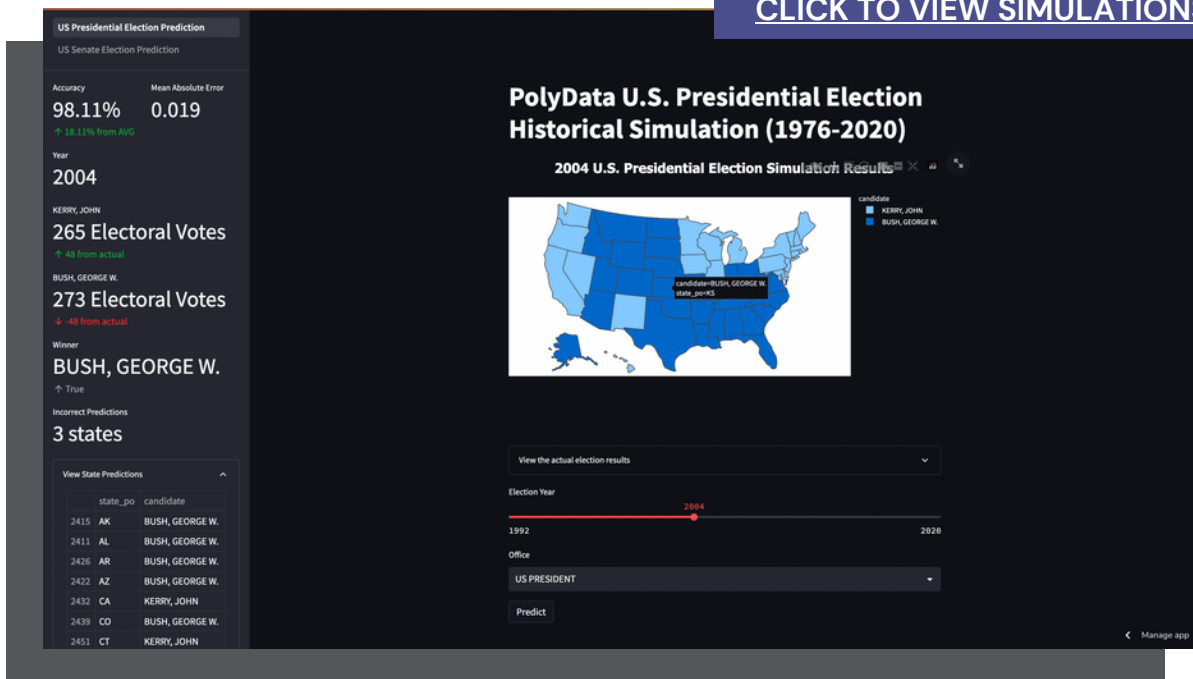 CLICK TO VIEW SIMULATIONS
US Presidential Election Prediction
US Senate Election Prediction
Accuracy
Mean Absolute Error
98.11%
0.019
↑ 18.11% from AVG
Year
2004
KERRY, JOHN
265 Electoral Votes
↑ 48 from actual
BUSH, GEORGE W.
273 Electoral Votes
↓ -48 from actual
Winner
BUSH, GEORGE W.
↑ True
Incorrect Predictions
3 states
View State Predictions
state_po candidate
2415 AK BUSH, GEORGE W.
2411 AL BUSH, GEORGE W.
2426 AR BUSH, GEORGE W.
2422 AZ BUSH, GEORGE W.
2432 CA KERRY, JOHN
2439 CO BUSH, GEORGE W.
2451 CT KERRY, JOHN
PolyData U.S. Presidential Election
Historical Simulation (1976-2020)
2004 U.S. Presidential Election Simulation Results
candidate
KERRY, JOHN
BUSH, GEORGE W.
candidate=BUSH, GEORGE W.
state_po=KS
View the actual election results
Election Year
2004
1992
2020
Office
US PRESIDENT
Predict
Manage app